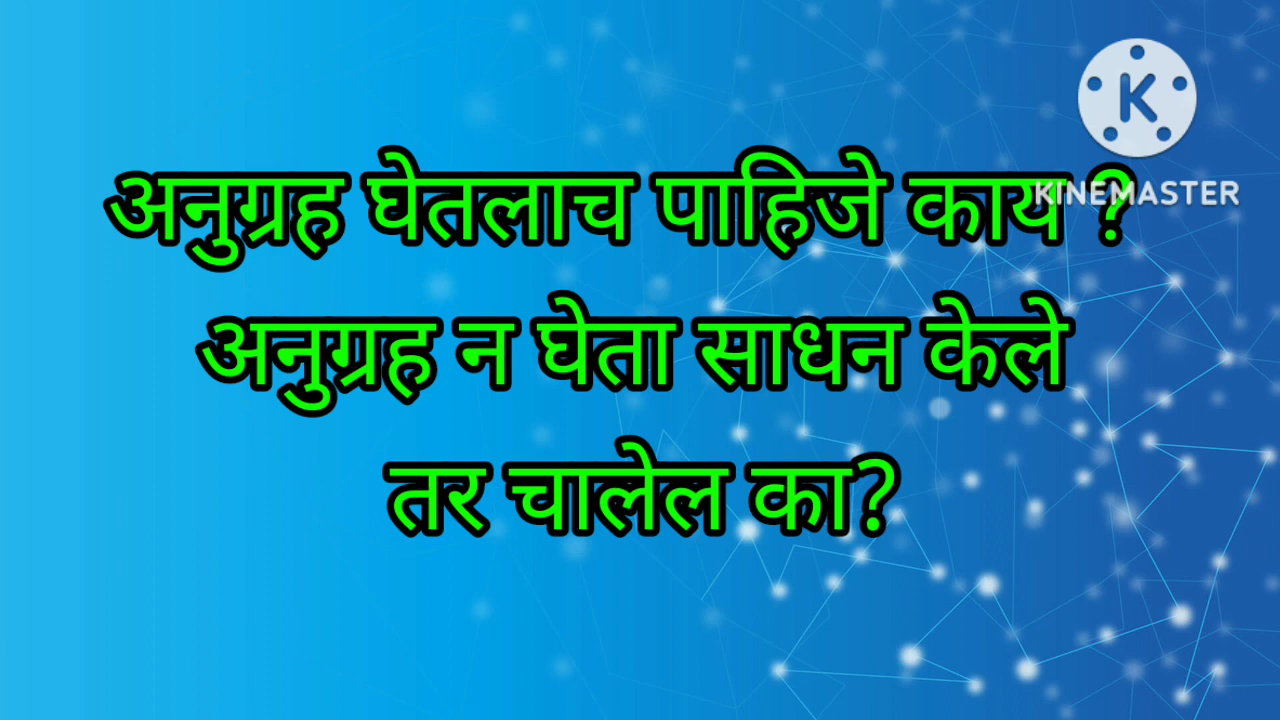 अनुग्रह घेतलाच पाहिजे काय ?
अनुग्रह न घेता साधन केले
तर चालेल का?
K
KINEMASTER